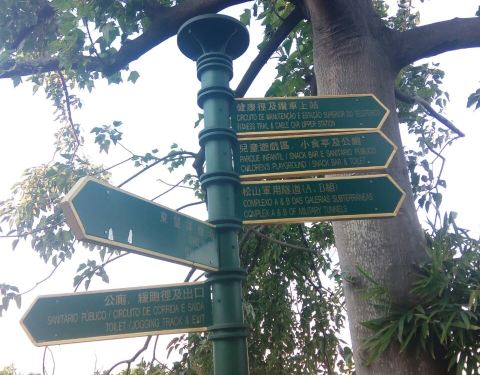 健康徑及纜車上站
CIRCUITO DE MANUTENÇÃO E ESTAÇÃO SUPERIOR DO TELEFÉRICO
FITNESS TRAIL & CABLE CAR UPPER STATION
兒童遊戲區，小食亭及公廁
PARQUE INFANTIL / SNACK BAR E SANITÁRIO PÚBLICO
CHILDREN'S PLAYGROUND / SNACK BAR & TOILET
松山軍用隧道(A, B組)
COMPLEXO A & B DAS GALERIAS SUBTERRÂNEAS
COMPLEX A & B OF MILITARY TUNNELS
公廁，緩跑徑及出口
SANITÁRIO PÚBLICO / CIRCUITO DE CORRIDA E SAÍDA
TOILET / JOGGING TRACK & EXIT